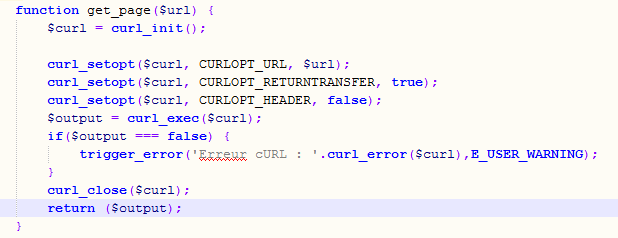 function get_page($url) {
$curl = curl_init();
curl_setopt($curl, CURLOPT_URL, $url);
curl_setopt($curl, CURLOPT_RETURNTRANSFER, true);
curl_setopt($curl, CURLOPT_HEADER, false);
$output = curl_exec($curl);
if($output === false) {
trigger_error('Erreur cURL : '.curl_error($curl),E_USER_WARNING);
}
curl_close($curl);
return ($output);
}